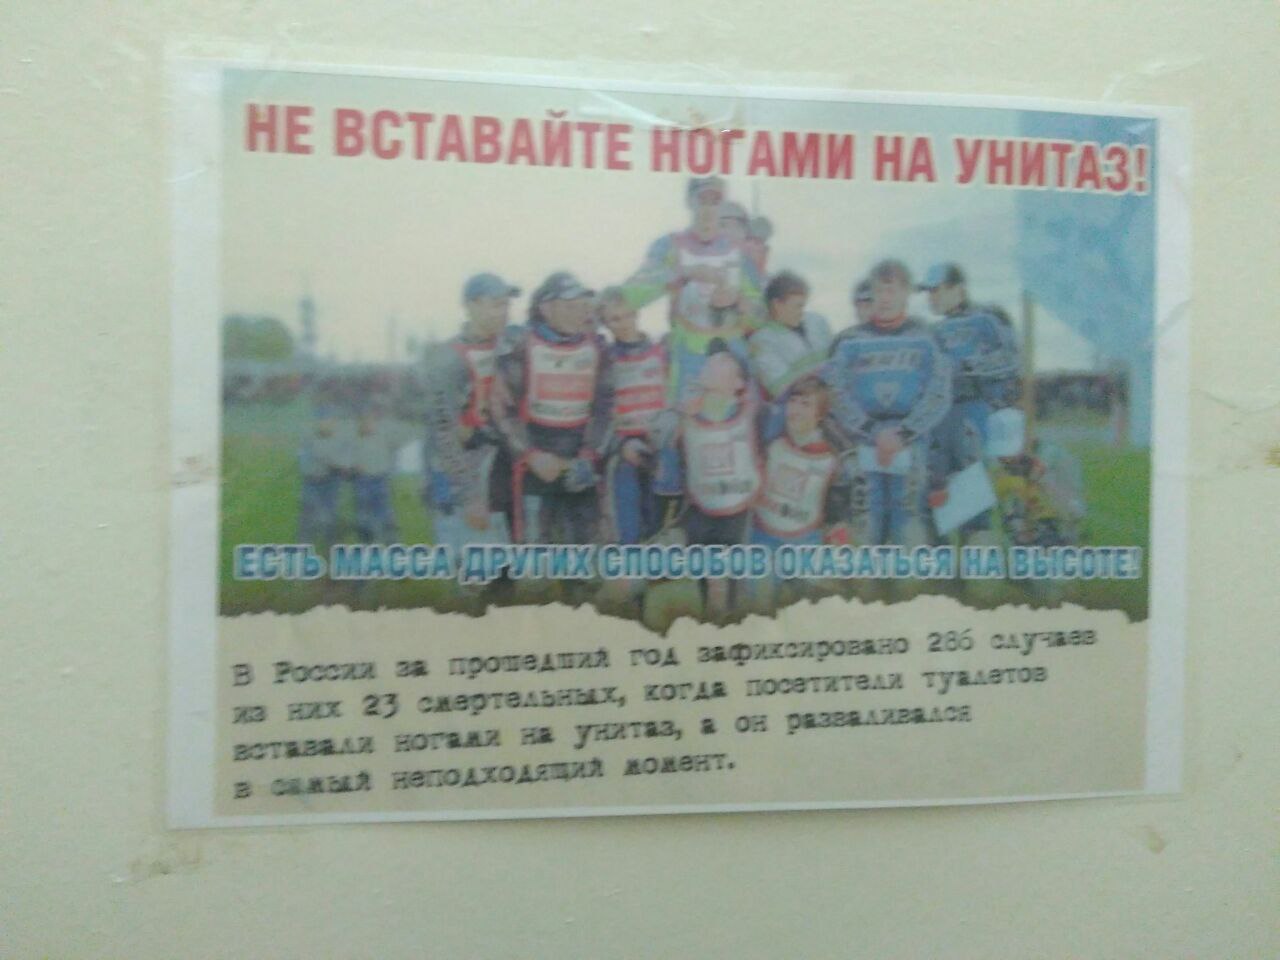 НЕ ВСТАВАЙТЕ НОГАМИ НА УНИТАЗ!
ЕСТЬ МАССА ДРУГИХ СПОСОБОВ ОКАЗАТЬСЯ НА ВЫСОТЕ!
В России за прошедший год зафиксировано 286 случаев
из них 23 смертельных, когда посетители туалетов
вставали ногами на унитаз, а он разваливался
в самый неподходящий момент.